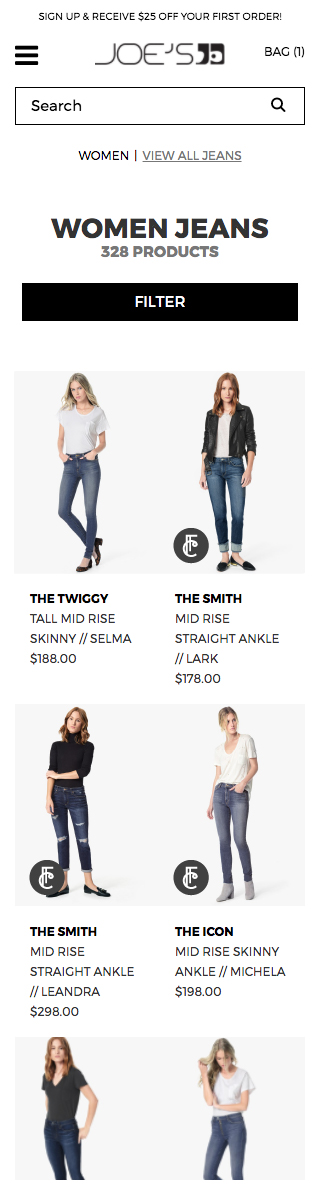 SIGN UP & RECEIVE $25 OFF YOUR FIRST ORDER!
JOE'S
BAG (1)
Search
WOMEN | VIEW ALL JEANS
WOMEN JEANS
328 PRODUCTS
FILTER
THE TWIGGY
TALL MID RISE
SKINNY // SELMA
$188.00
THE SMITH
MID RISE
STRAIGHT ANKLE
// LARK
$178.00
THE SMITH
MID RISE
STRAIGHT ANKLE
// LEANDRA
$298.00
THE ICON
MID RISE SKINNY
ANKLE // MICHELA
$198.00